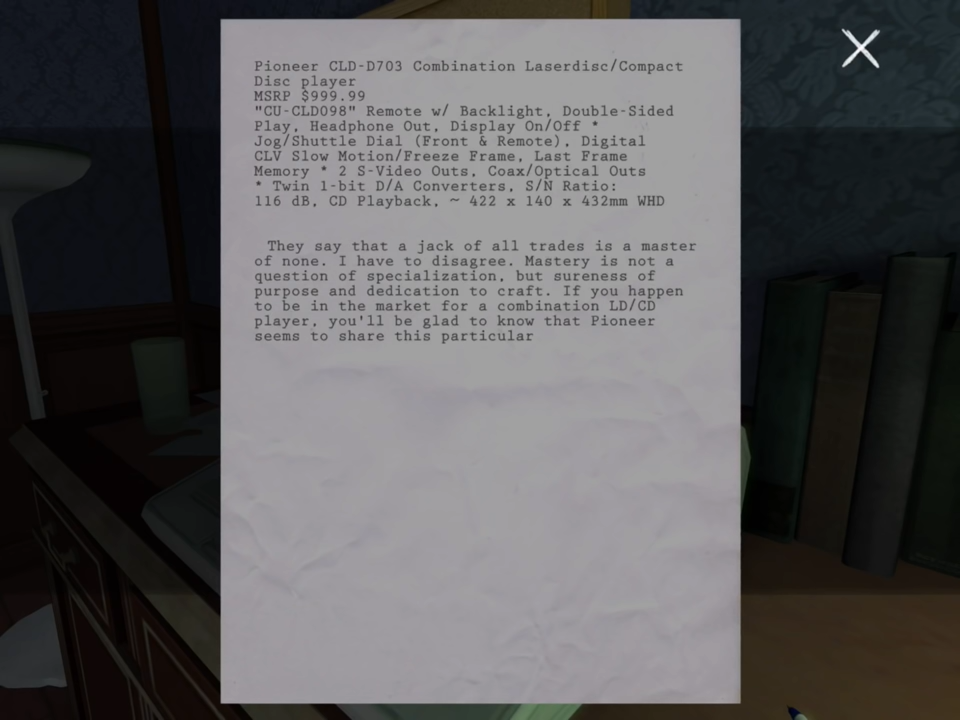 Pioneer CLD-D703 Combination Laserdisc/Compact
Disc player
MSRP $999.99
"CU-CLD098" Remote w/ Backlight, Double-Sided
Play, Headphone Out, Display On/Off *
Jog/Shuttle Dial (Front & Remote), Digital
CLV Slow Motion/Freeze Frame, Last Frame
Memory * 2 S-Video Outs, Coax/Optical Outs
* Twin 1-bit D/A Converters, S/N Ratio:
116 dB, CD Playback, ~ 422 x 140 x 432mm WHD
They say that a jack of all trades is a master
of none. I have to disagree. Mastery is not a
question of specialization, but sureness of
purpose and dedication to craft. If you happen
to be in the market for a combination LD/CD
player, you'll be glad to know that Pioneer
seems to share this particular